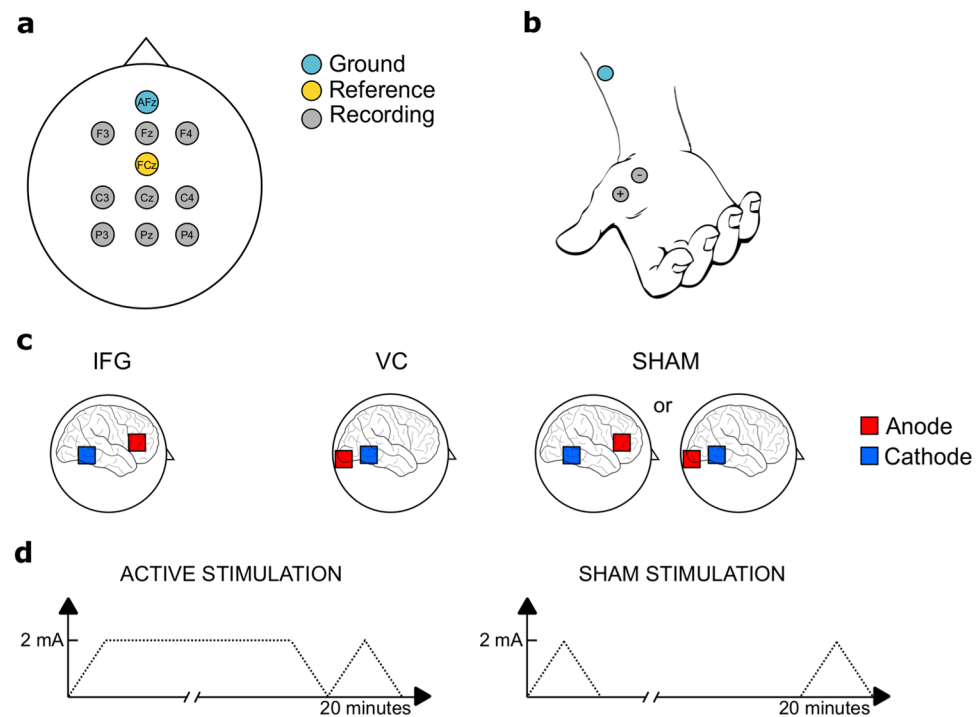 a
AFz
F3 Fz F4
FCz
C3 Cz C4
P3 Pz P4
Ground
Reference
Recording
b
-
+
c
IFG
VC
SHAM
or
Anode
Cathode
d
ACTIVE STIMULATION
2 mA
20 minutes
SHAM STIMULATION
2 mA
20 minutes